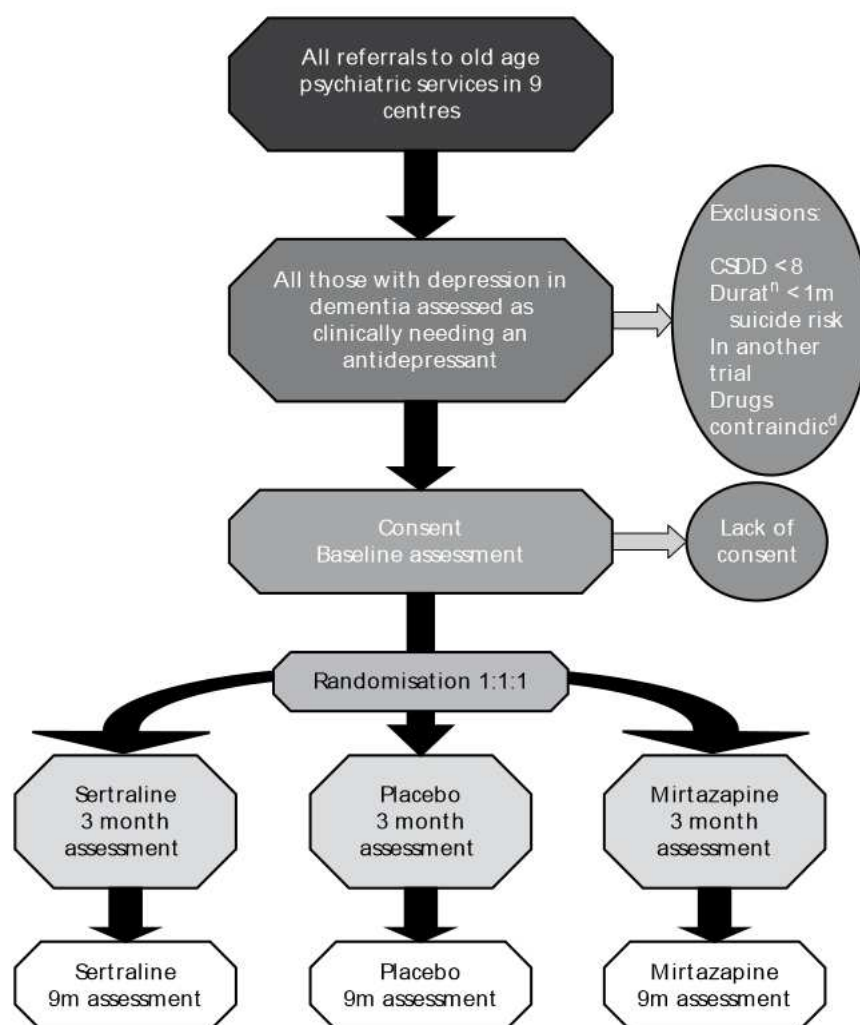 All referrals to old age
psychiatric services in 9
centres
All those with depression in
dementia assessed as
clinically needing an
antidepressant
Exclusions:
CSDD < 8
Duratⁿ < 1m
suicide risk
In another
trial
Drugs
contraindicᵈ
Consent
Baseline assessment
Lack of
consent
Randomisation 1:1:1
Sertraline
3 month
assessment
Placebo
3 month
assessment
Mirtazapine
3 month
assessment
Sertraline
9m assessment
Placebo
9m assessment
Mirtazapine
9m assessment